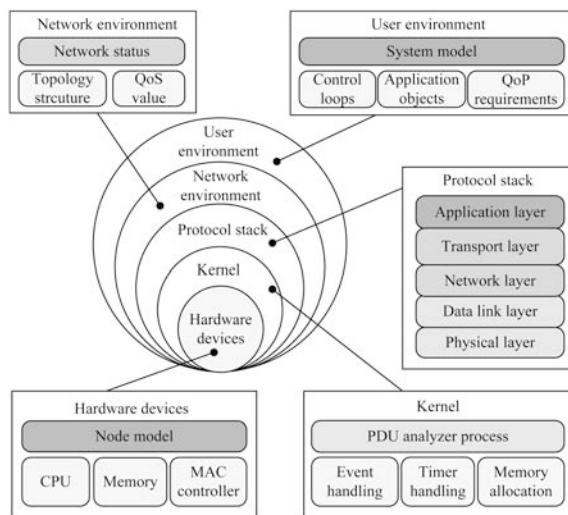 Network environment
Network status
Topology
strcuture
QoS
value
User environment
System model
Control
loops
Application
objects
QoP
requirements
User
environment
Network
environment
Protocol stack
Kernel
Hardware
devices
Protocol stack
Application layer
Transport layer
Network layer
Data link layer
Physical layer
Hardware devices
Node model
CPU
Memory
MAC
controller
Kernel
PDU analyzer process
Event
handling
Timer
handling
Memory
allocation